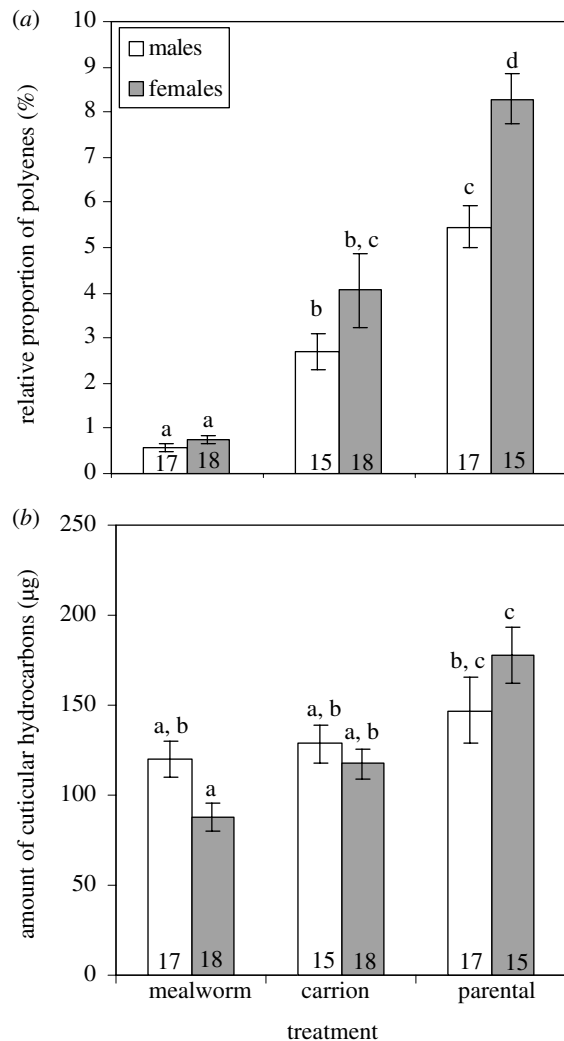 (a)
10
9
8
7
6
5
4
3
2
1
0
relative proportion of polyenes (%)
males
females
a
a
b
b, c
c
d
17
18
15
18
17
15
(b)
250
200
150
100
50
0
amount of cuticular hydrocarbons (µg)
a, b
a
a, b
a, b
b, c
c
17
18
15
18
17
15
mealworm
carrion
parental
treatment